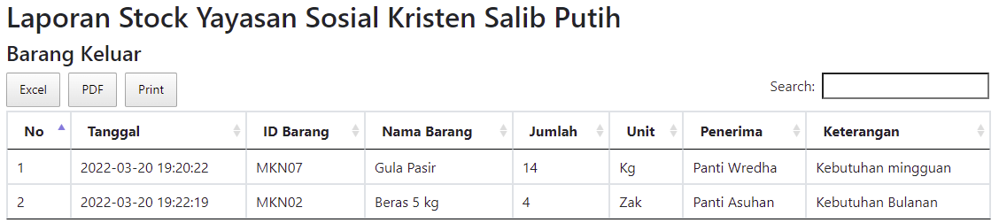 Laporan Stock Yayasan Sosial Kristen Salib Putih
Barang Keluar
Excel PDF Print Search:
No Tanggal ID Barang Nama Barang Jumlah Unit Penerima Keterangan
1 2022-03-20 19:20:22 MKN07 Gula Pasir 14 Kg Panti Wredha Kebutuhan mingguan
2 2022-03-20 19:22:19 MKN02 Beras 5 kg 4 Zak Panti Asuhan Kebutuhan Bulanan